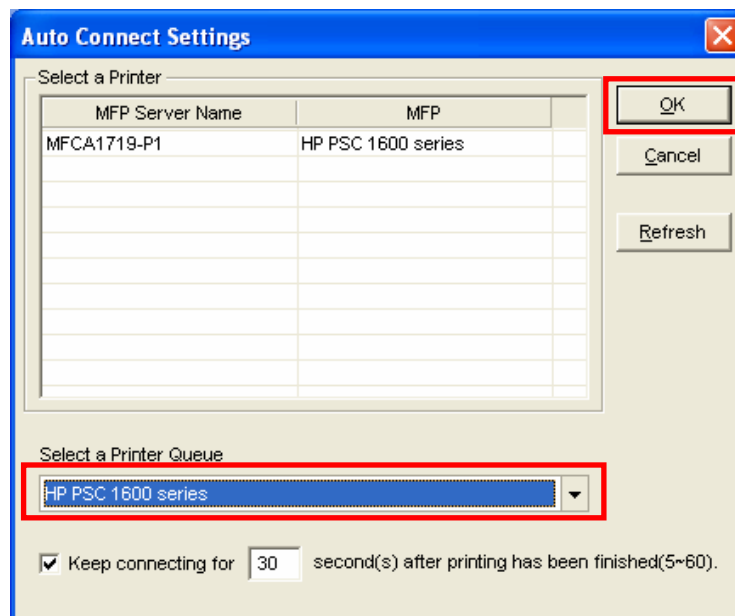 Auto Connect Settings
Select a Printer
MFP Server Name MFP
MFCA1719-P1 HP PSC 1600 series
OK
Cancel
Refresh
Select a Printer Queue
HP PSC 1600 series
Keep connecting for 30 second(s) after printing has been finished(5~60).